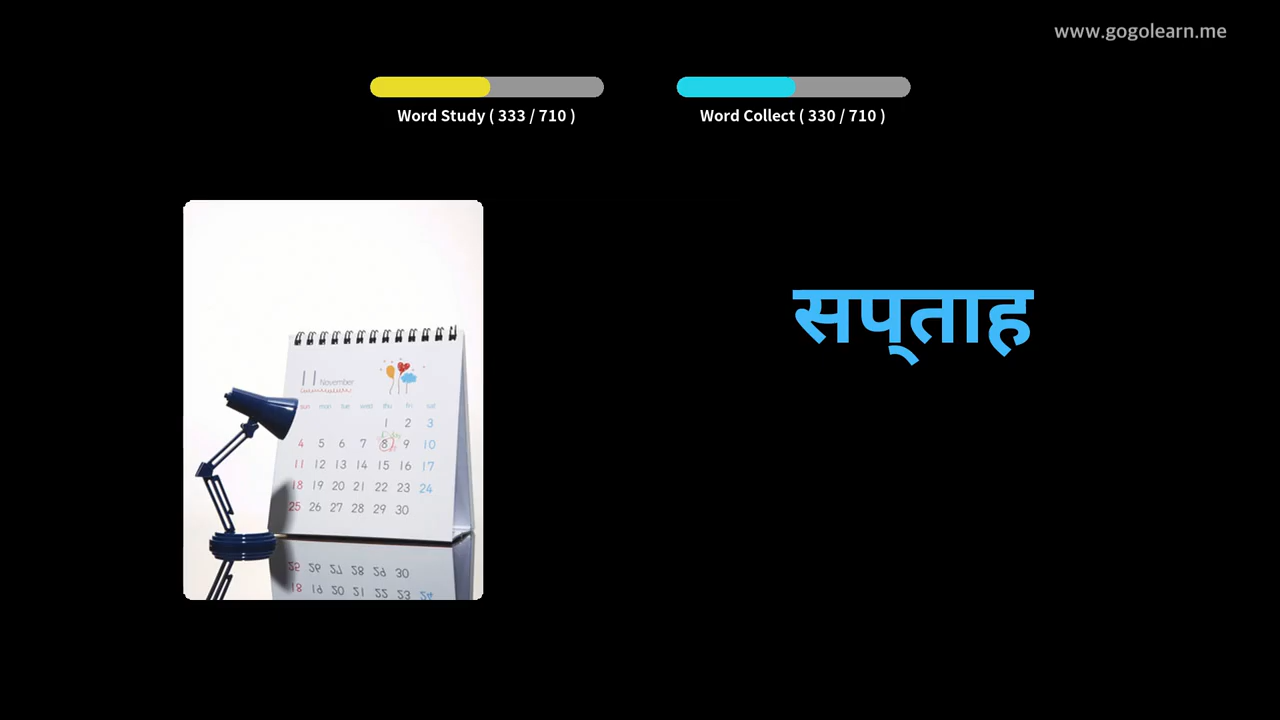 www.gogolearn.me
Word Study ( 333 / 710 )
Word Collect ( 330 / 710 )
सप्ताह
11 November
sun mon tue wed thu fri sat
1 2 3
4 5 6 7 8 9 10
11 12 13 14 15 16 17
18 19 20 21 22 23 24
25 26 27 28 29 30